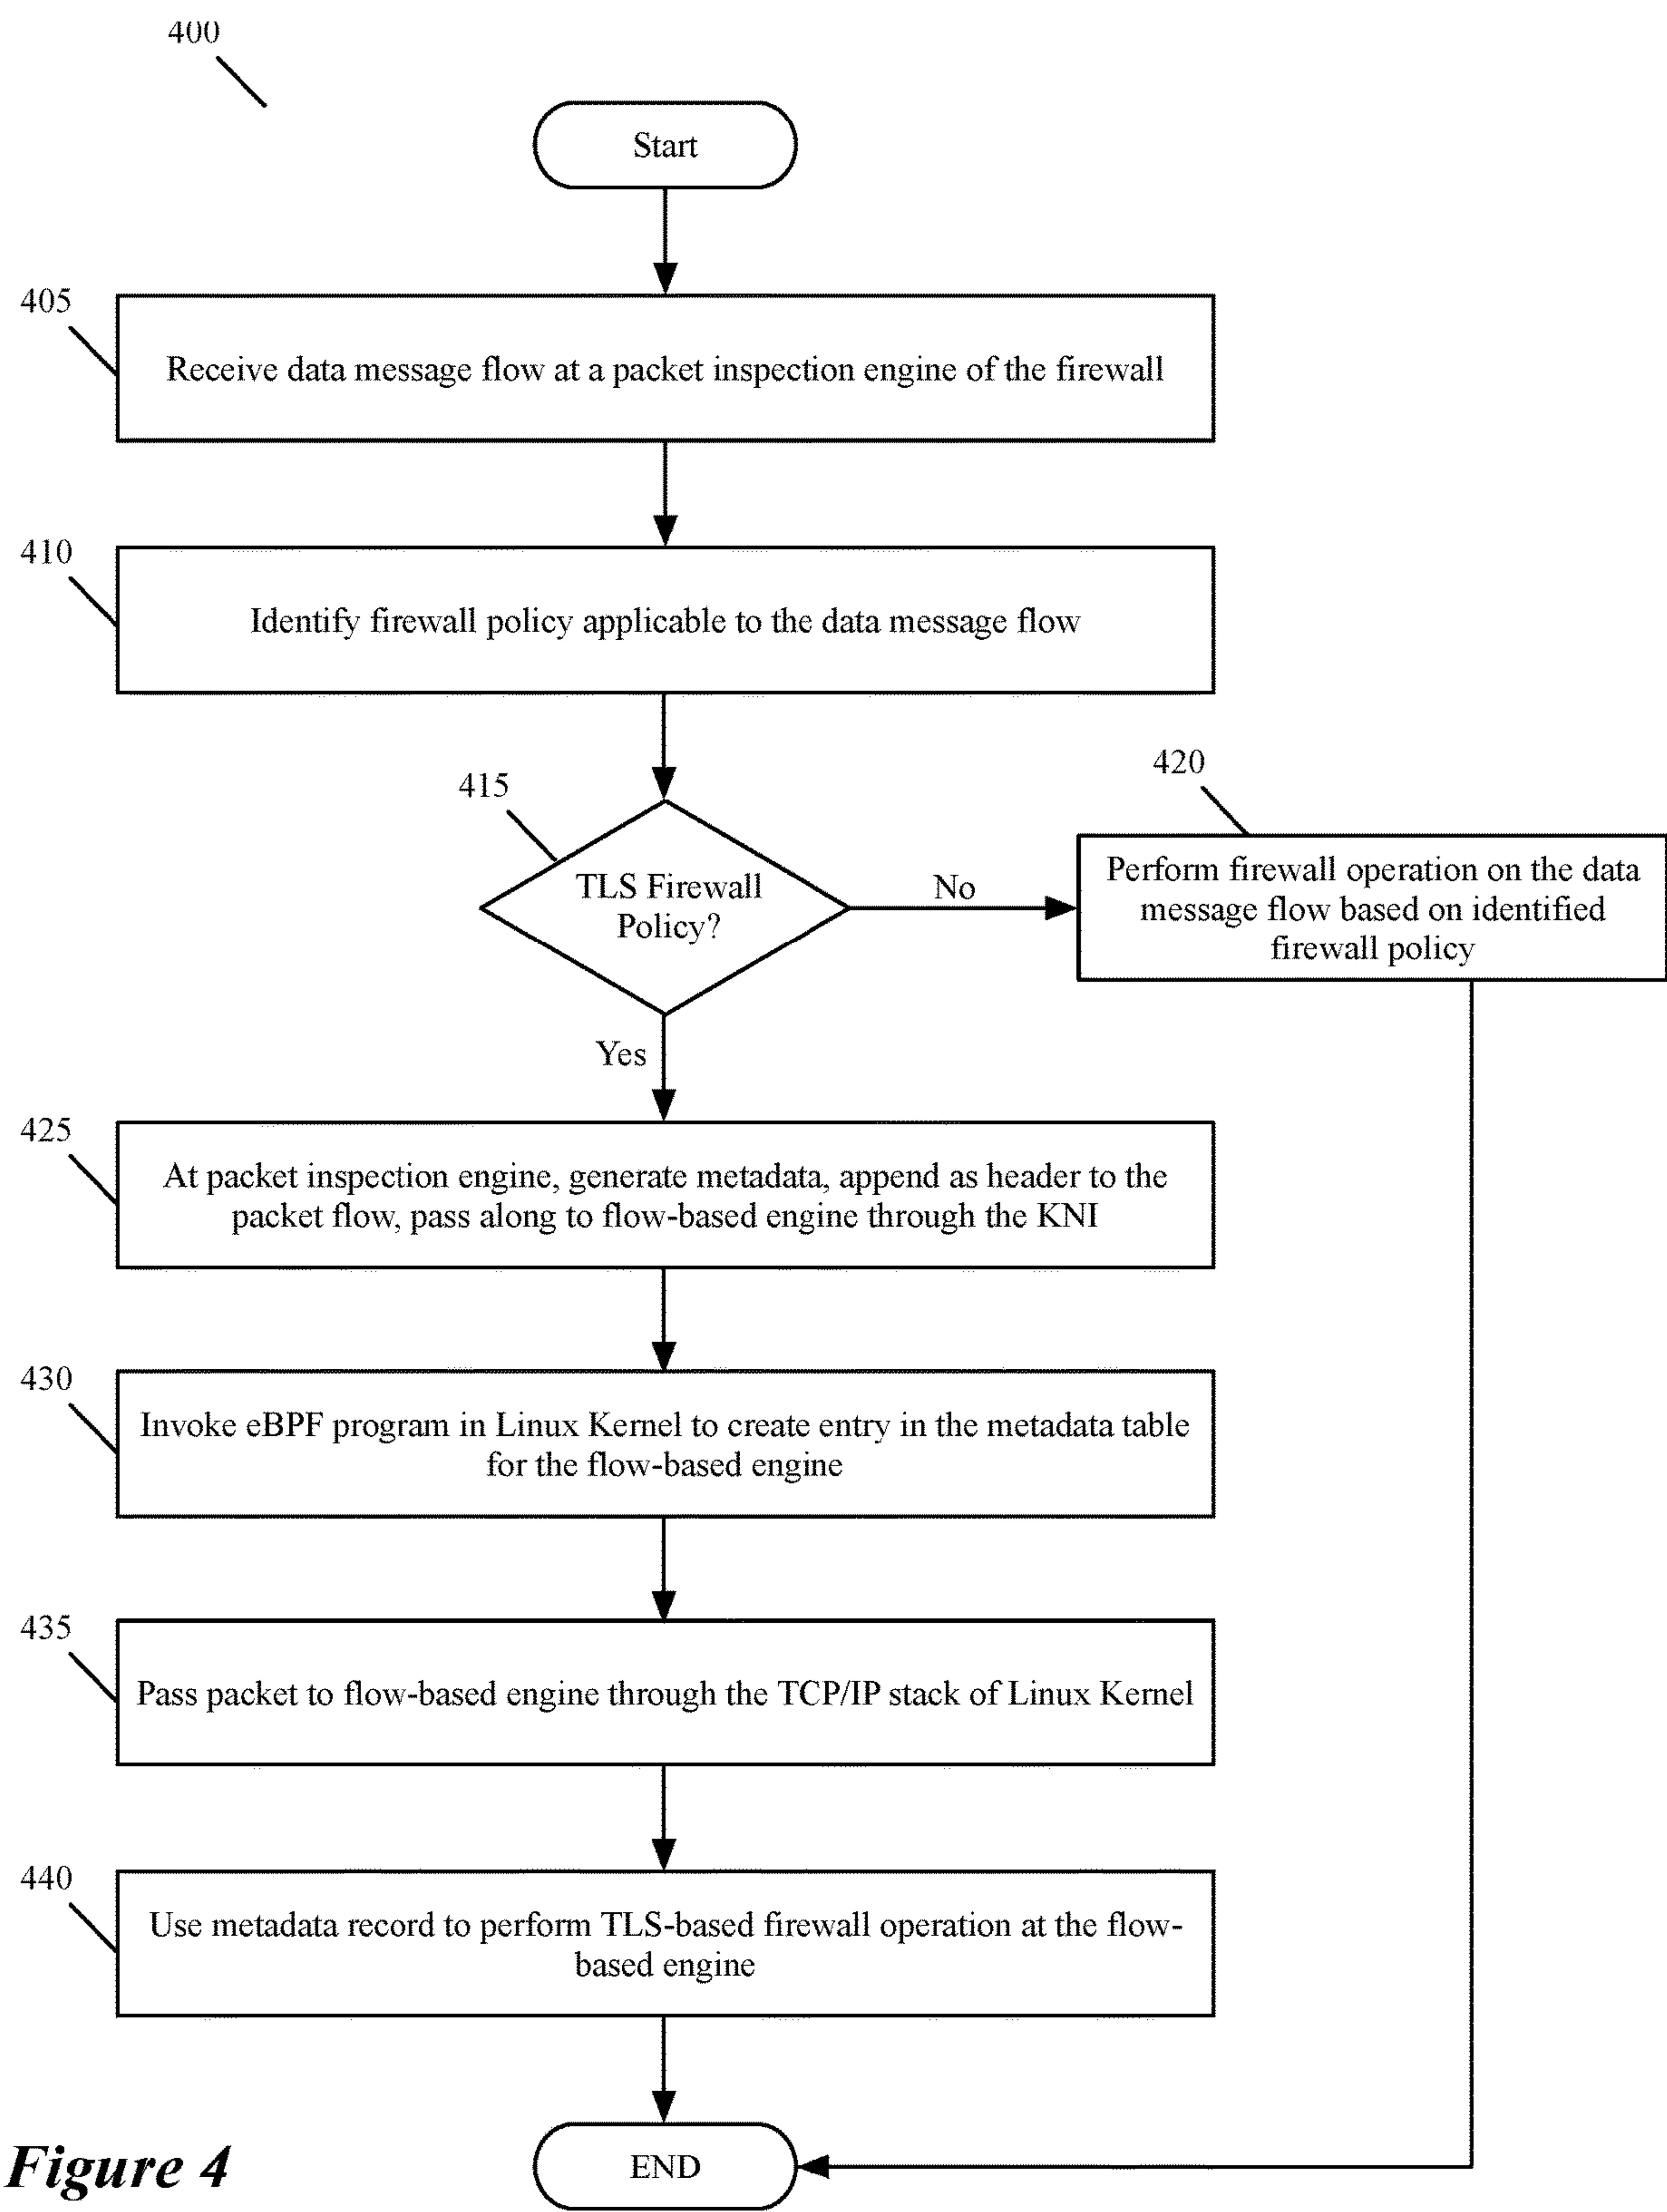 400
Start
405
Receive data message flow at a packet inspection engine of the firewall
410
Identify firewall policy applicable to the data message flow
415
TLS Firewall
Policy?
No
420
Perform firewall operation on the data
message flow based on identified
firewall policy
Yes
425
At packet inspection engine, generate metadata, append as header to the
packet flow, pass along to flow-based engine through the KNI
430
Invoke eBPF program in Linux Kernel to create entry in the metadata table
for the flow-based engine
435
Pass packet to flow-based engine through the TCP/IP stack of Linux Kernel
440
Use metadata record to perform TLS-based firewall operation at the flow-
based engine
END
Figure 4